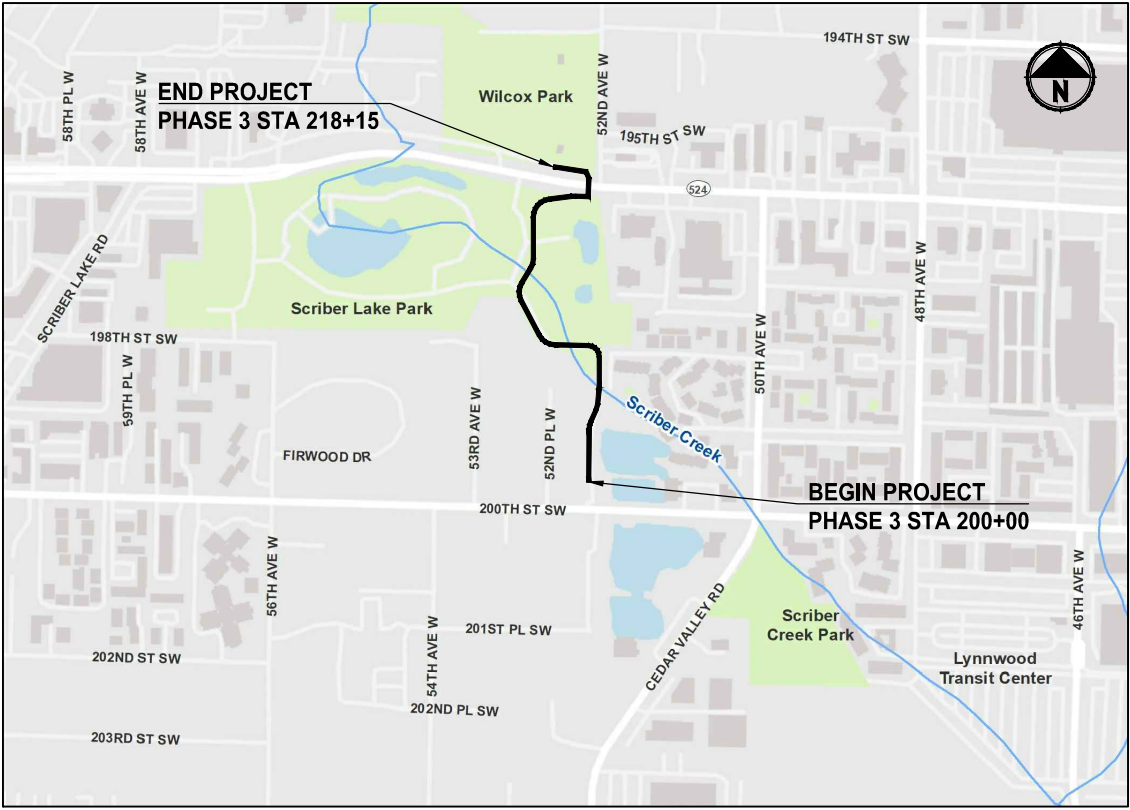 194TH ST SW
N
58TH PL W
58TH AVE W
END PROJECT
PHASE 3 STA 218+15
Wilcox Park
52ND AVE W
195TH ST SW
524
SCRIBER LAKE RD
Scriber Lake Park
48TH AVE W
198TH ST SW
59TH PL W
50TH AVE W
53RD AVE W
52ND PL W
Scriber Creek
FIRWOOD DR
BEGIN PROJECT
PHASE 3 STA 200+00
200TH ST SW
56TH AVE W
46TH AVE W
CEDAR VALLEY RD
Scriber
Creek Park
201ST PL SW
54TH AVE W
202ND ST SW
Lynnwood
Transit Center
202ND PL SW
203RD ST SW